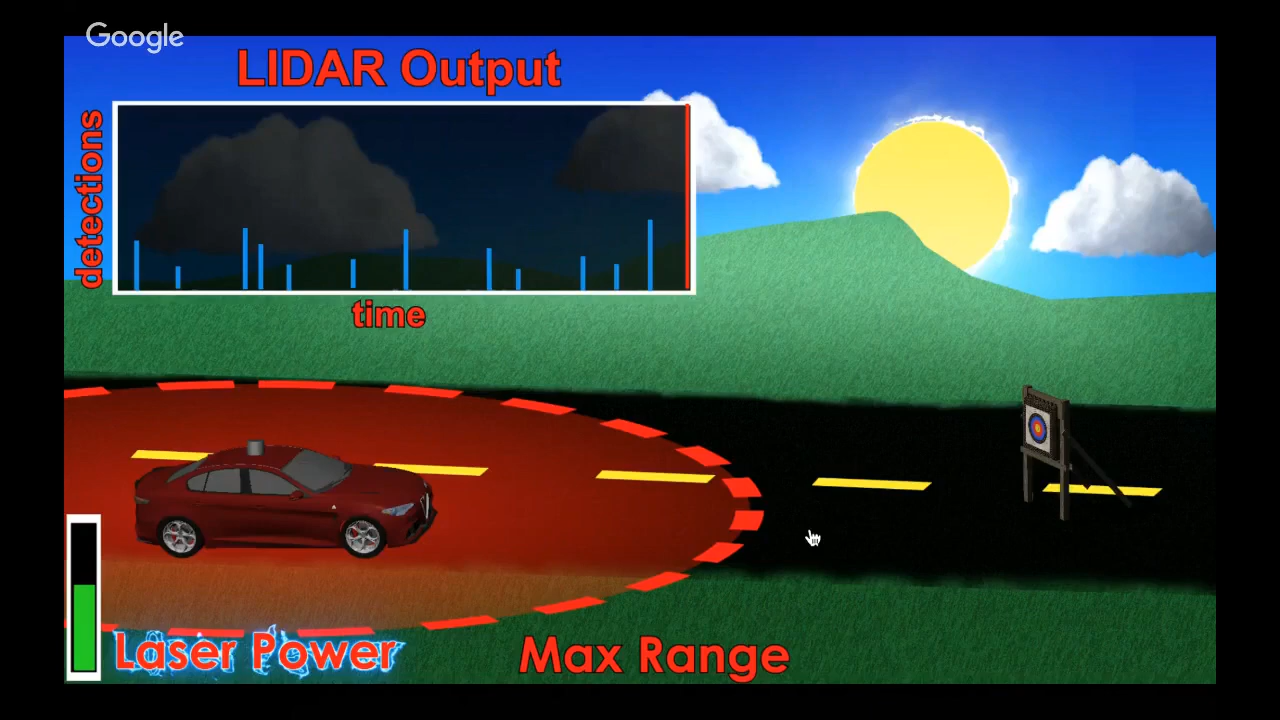 Google
LIDAR Output
detections
time
Laser Power
Max Range